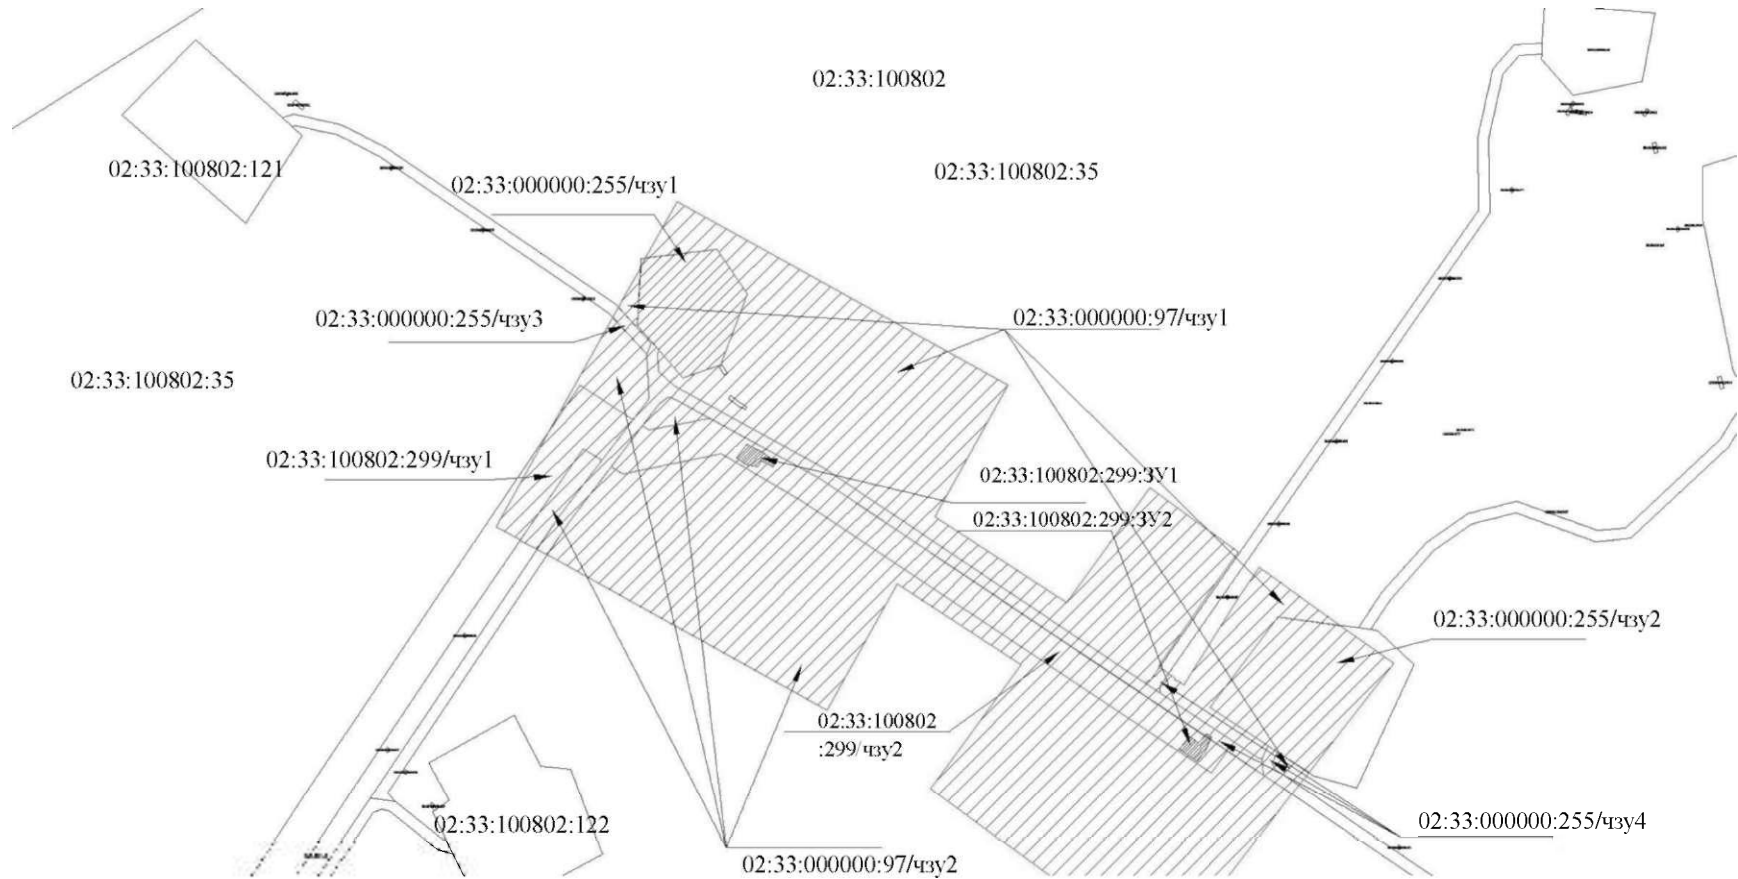 02:33:100802
02:33:100802:121
02:33:000000:255/чзу1
02:33:100802:35
02:33:000000:255/чзу3
02:33:000000:97/чзу1
02:33:100802:35
02:33:100802:299/чзу1
02:33:100802:299:ЗУ1
02:33:100802:299:ЗУ2
02:33:000000:255/чзу2
02:33:100802
:299/чзу2
02:33:100802:122
02:33:000000:255/чзу4
02:33:000000:97/чзу2